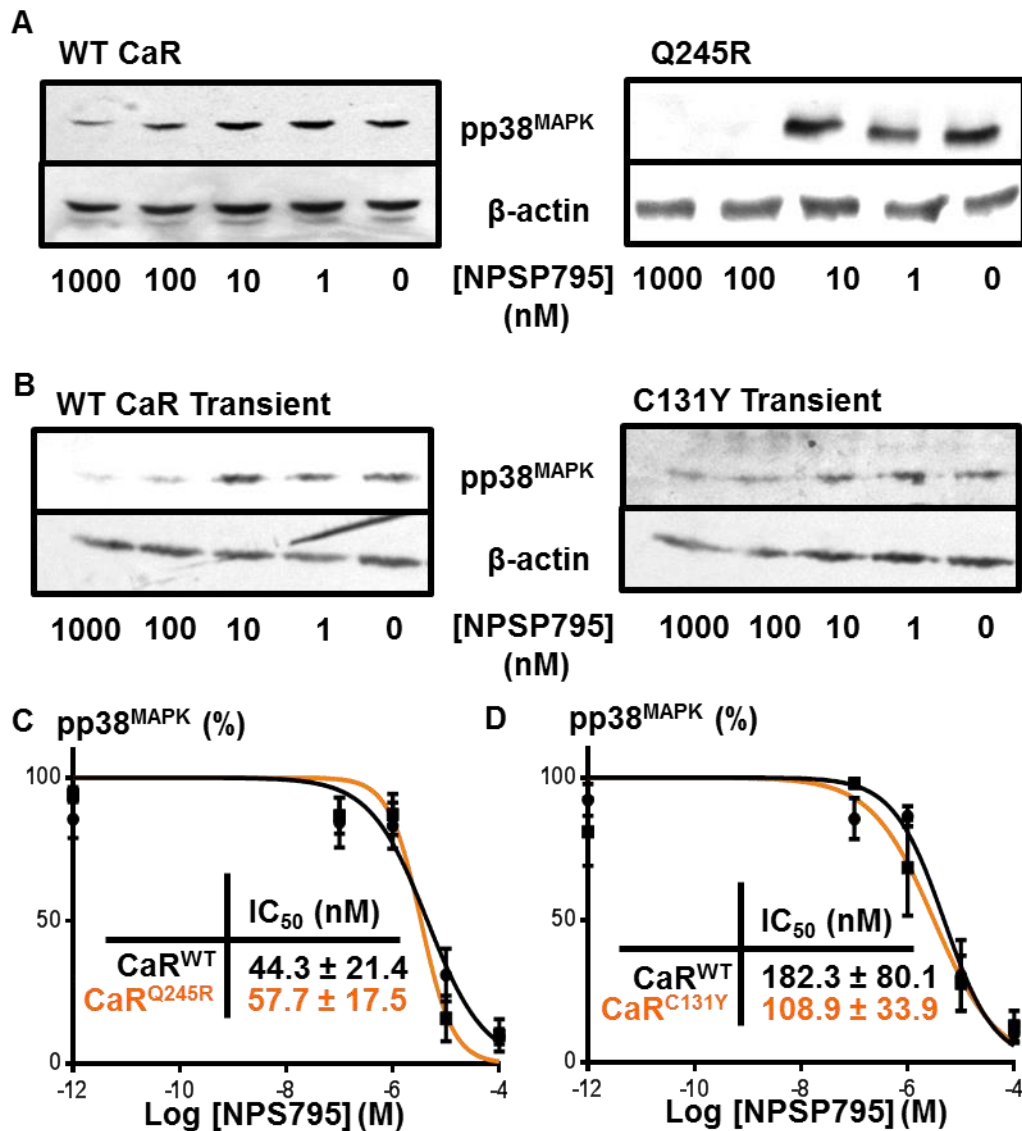 A
WT CaR
Q245R
pp38MAPK
β-actin
1000 100 10 1 0
[NPSP795]
(nM)
1000 100 10 1 0
B
WT CaR Transient
C131Y Transient
pp38MAPK
β-actin
1000 100 10 1 0
[NPSP795]
(nM)
1000 100 10 1 0
C
pp38MAPK (%)
100
50
0
IC50 (nM)
CaRWT 44.3 ± 21.4
CaRQ245R 57.7 ± 17.5
-12 -10 -8 -6 -4
Log [NPS795] (M)
D
pp38MAPK (%)
100
50
0
IC50 (nM)
CaRWT 182.3 ± 80.1
CaRC131Y 108.9 ± 33.9
-12 -10 -8 -6 -4
Log [NPSP795] (M)